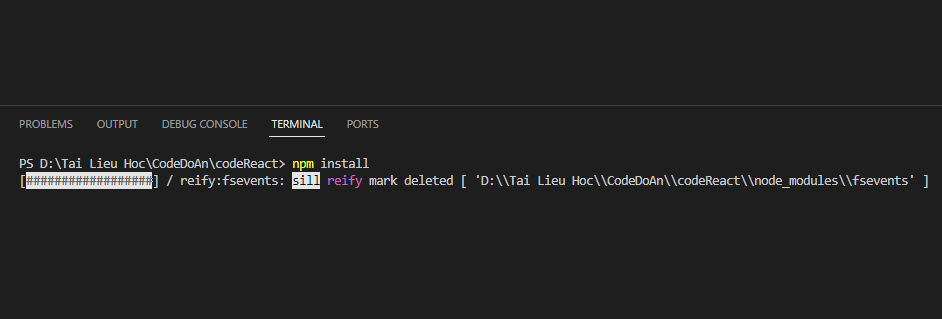 PROBLEMS OUTPUT DEBUG CONSOLE TERMINAL PORTS
PS D:\Tai Lieu Hoc\CodeDoAn\codeReact> npm install
[##################] / reify:fsevents: sill reify mark deleted [ 'D:\\Tai Lieu Hoc\\CodeDoAn\\codeReact\\node_modules\\fsevents' ]